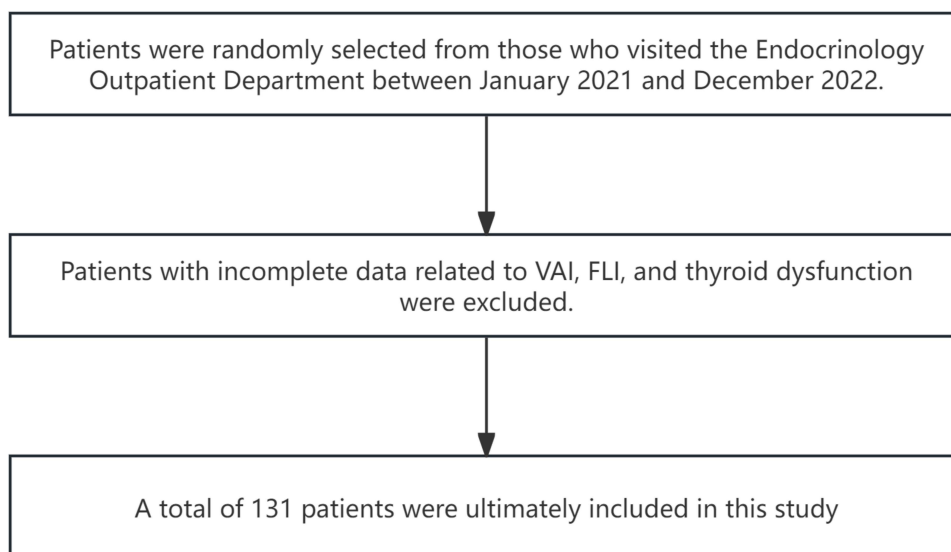 Patients were randomly selected from those who visited the Endocrinology
Outpatient Department between January 2021 and December 2022.
Patients with incomplete data related to VAI, FLI, and thyroid dysfunction
were excluded.
A total of 131 patients were ultimately included in this study